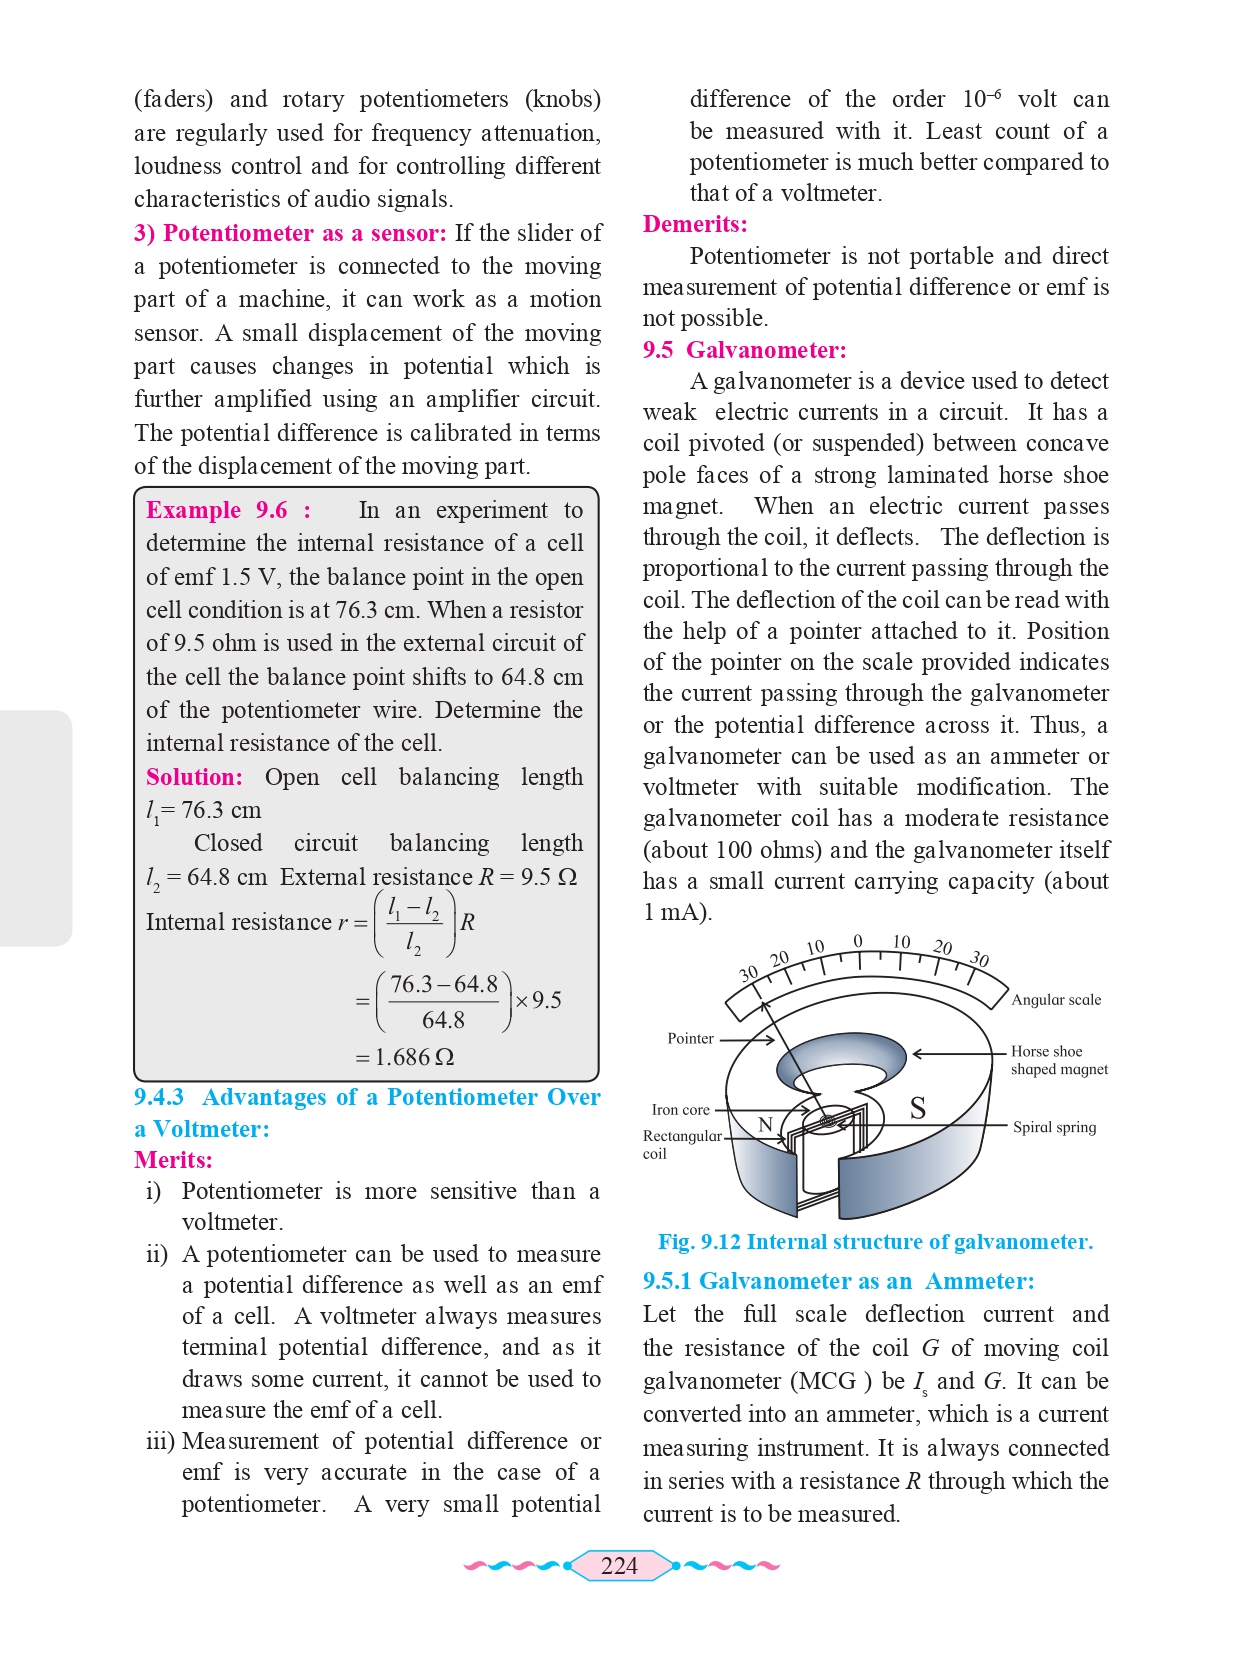 (faders) and rotary potentiometers (knobs)
are regularly used for frequency attenuation,
loudness control and for controlling different
characteristics of audio signals.
3) Potentiometer as a sensor: If the slider of
a potentiometer is connected to the moving
part of a machine, it can work as a motion
sensor. A small displacement of the moving
part causes changes in potential which is
further amplified using an amplifier circuit.
The potential difference is calibrated in terms
of the displacement of the moving part.
Example 9.6 : In an experiment to
determine the internal resistance of a cell
of emf 1.5 V, the balance point in the open
cell condition is at 76.3 cm. When a resistor
of 9.5 ohm is used in the external circuit of
the cell the balance point shifts to 64.8 cm
of the potentiometer wire. Determine the
internal resistance of the cell.
Solution: Open cell balancing length
l₁= 76.3 cm
Closed circuit balancing length
l₂ = 64.8 cm External resistance R = 9.5 Ω
Internal resistance r = ( (l₁ – l₂) / l₂ ) R
= ( (76.3 – 64.8) / 64.8 ) × 9.5
= 1.686 Ω
9.4.3 Advantages of a Potentiometer Over
a Voltmeter:
Merits:
i) Potentiometer is more sensitive than a
voltmeter.
ii) A potentiometer can be used to measure
a potential difference as well as an emf
of a cell. A voltmeter always measures
terminal potential difference, and as it
draws some current, it cannot be used to
measure the emf of a cell.
iii) Measurement of potential difference or
emf is very accurate in the case of a
potentiometer. A very small potential
difference of the order 10⁻⁶ volt can
be measured with it. Least count of a
potentiometer is much better compared to
that of a voltmeter.
Demerits:
Potentiometer is not portable and direct
measurement of potential difference or emf is
not possible.
9.5 Galvanometer:
A galvanometer is a device used to detect
weak electric currents in a circuit. It has a
coil pivoted (or suspended) between concave
pole faces of a strong laminated horse shoe
magnet. When an electric current passes
through the coil, it deflects. The deflection is
proportional to the current passing through the
coil. The deflection of the coil can be read with
the help of a pointer attached to it. Position
of the pointer on the scale provided indicates
the current passing through the galvanometer
or the potential difference across it. Thus, a
galvanometer can be used as an ammeter or
voltmeter with suitable modification. The
galvanometer coil has a moderate resistance
(about 100 ohms) and the galvanometer itself
has a small current carrying capacity (about
1 mA).
30 20 10 0 10 20 30
Angular scale
Pointer
Horse shoe
shaped magnet
Iron core
N
S
Rectangular
coil
Spiral spring
Fig. 9.12 Internal structure of galvanometer.
9.5.1 Galvanometer as an Ammeter:
Let the full scale deflection current and
the resistance of the coil G of moving coil
galvanometer (MCG ) be Iₛ and G. It can be
converted into an ammeter, which is a current
measuring instrument. It is always connected
in series with a resistance R through which the
current is to be measured.
224